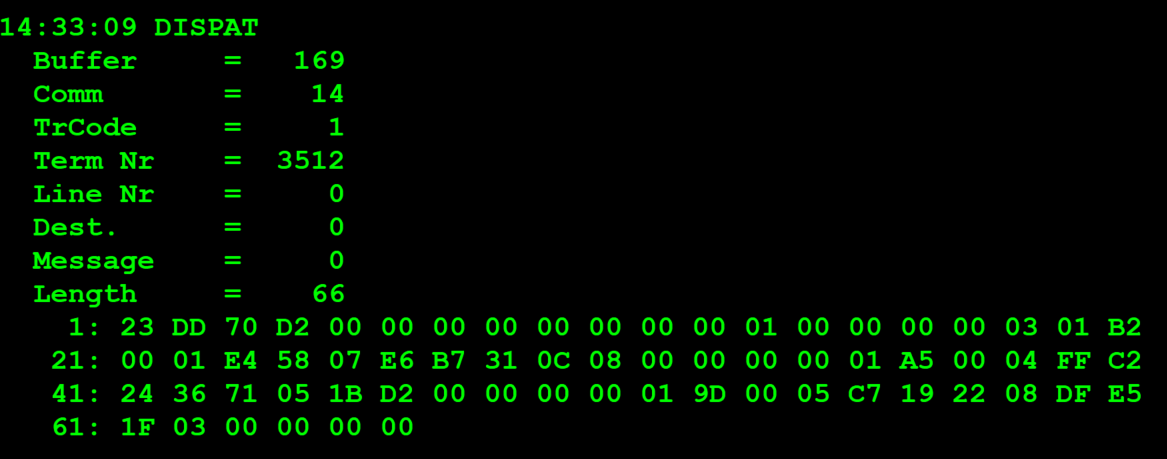 14:33:09 DISPAT
Buffer = 169
Comm = 14
TrCode = 1
Term Nr = 3512
Line Nr = 0
Dest. = 0
Message = 0
Length = 66
1: 23 DD 70 D2 00 00 00 00 00 00 00 00 01 00 00 00 00 03 01 B2
21: 00 01 E4 58 07 E6 B7 31 0C 08 00 00 00 00 01 A5 00 04 FF C2
41: 24 36 71 05 1B D2 00 00 00 00 01 9D 00 05 C7 19 22 08 DF E5
61: 1F 03 00 00 00 00